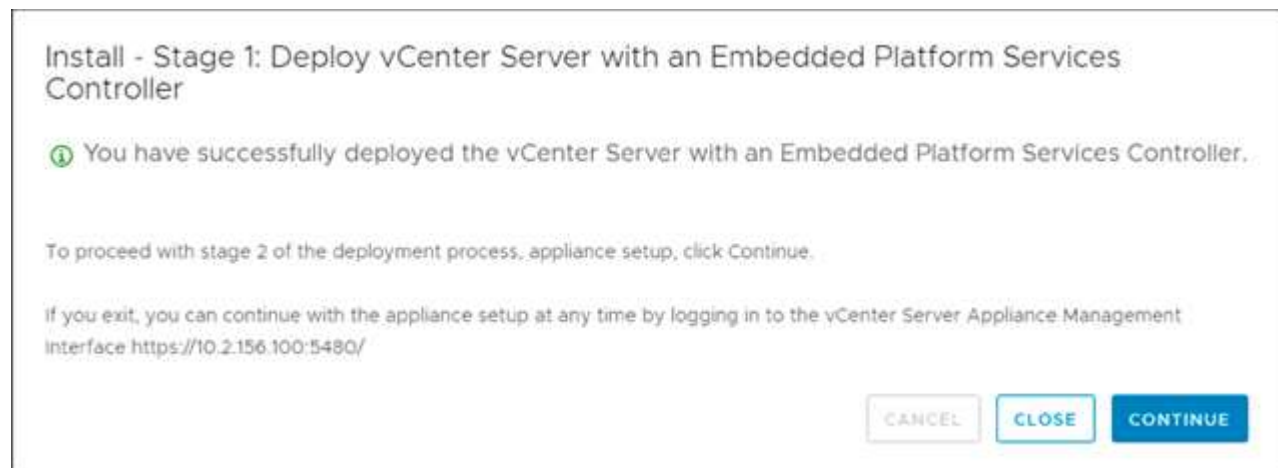 Install - Stage 1: Deploy vCenter Server with an Embedded Platform Services
Controller
You have successfully deployed the vCenter Server with an Embedded Platform Services Controller.
To proceed with stage 2 of the deployment process, appliance setup, click Continue.
If you exit, you can continue with the appliance setup at any time by logging in to the vCenter Server Appliance Management
Interface https://10.2.156.100:5480/
CANCEL
CLOSE
CONTINUE